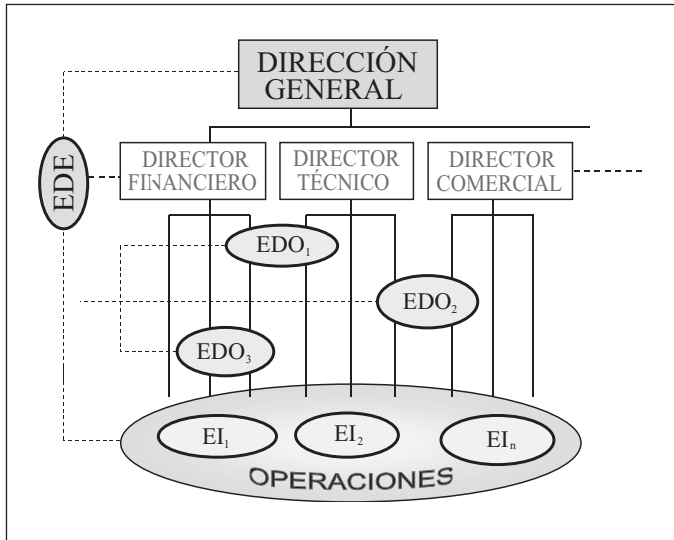 DIRECCIÓN
GENERAL
EDE
DIRECTOR
FINANCIERO
DIRECTOR
TÉCNICO
DIRECTOR
COMERCIAL
EDO₁
EDO₂
EDO₃
EI₁
EI₂
EIₙ
OPERACIONES